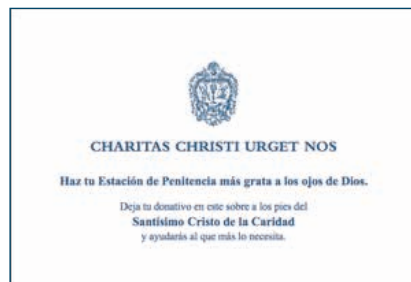 CHARITAS CHRISTI URGET NOS
Haz tu Estación de Penitencia más grata a los ojos de Dios.
Deja tu donativo en este sobre a los pies del
Santísimo Cristo de la Caridad
y ayudarás al que más lo necesita.